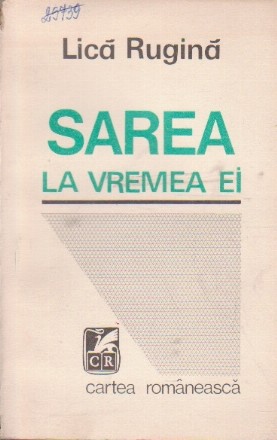 Lică Rugină
SAREA
LA VREMEA EI
CR
cartea românească